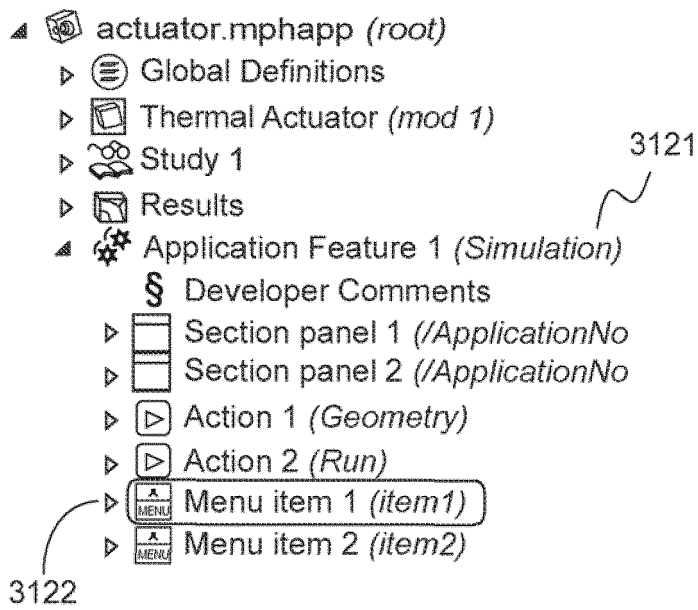 actuator.mphapp (root)
Global Definitions
Thermal Actuator (mod 1)
3121
Study 1
Results
Application Feature 1 (Simulation)
§ Developer Comments
Section panel 1 (/ApplicationNo
Section panel 2 (/ApplicationNo
Action 1 (Geometry)
Action 2 (Run)
MENU Menu item 1 (item1)
MENU Menu item 2 (item2)
3122